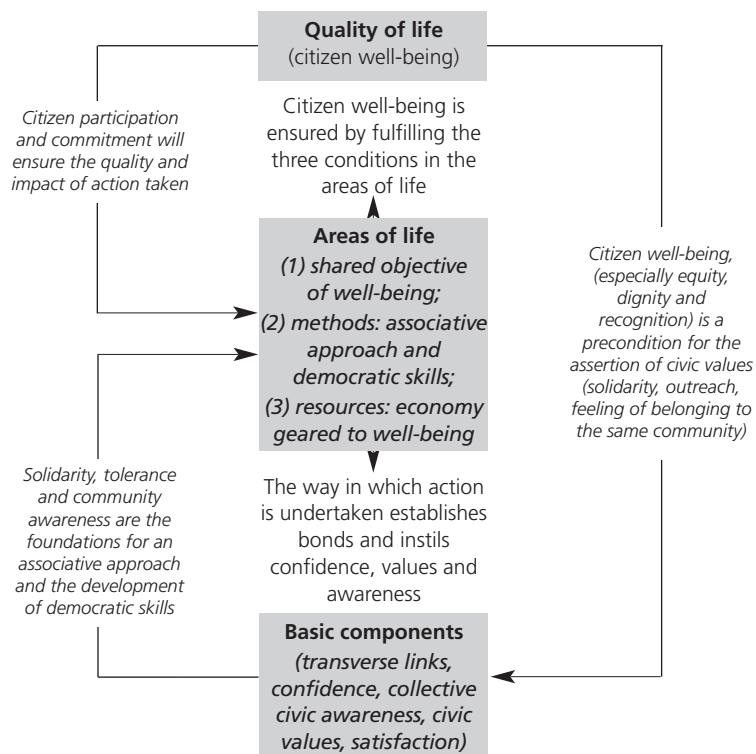 Quality of life
(citizen well-being)
Citizen participation
and commitment will
ensure the quality and
impact of action taken
Citizen well-being is
ensured by fulfilling the
three conditions in the
areas of life
Areas of life
(1) shared objective
of well-being;
(2) methods: associative
approach and
democratic skills;
(3) resources: economy
geared to well-being
Citizen well-being,
(especially equity,
dignity and
recognition) is a
precondition for the
assertion of civic values
(solidarity, outreach,
feeling of belonging to
the same community)
Solidarity, tolerance
and community
awareness are the
foundations for an
associative approach
and the development
of democratic skills
The way in which action
is undertaken establishes
bonds and instils
confidence, values and
awareness
Basic components
(transverse links,
confidence, collective
civic awareness, civic
values, satisfaction)